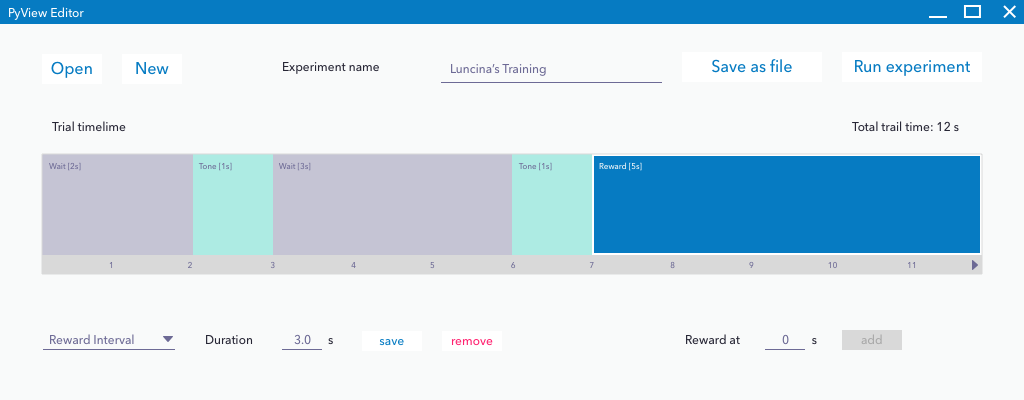 PyView Editor
Open New Experiment name Luncina's Training Save as file Run experiment
Trial timelime Total trail time: 12 s
Wait [2s] Tone [1s] Wait [3s] Tone [1s] Reward [5s]
1 2 3 4 5 6 7 8 9 10 11
Reward Interval Duration 3.0 s save remove Reward at 0 s add